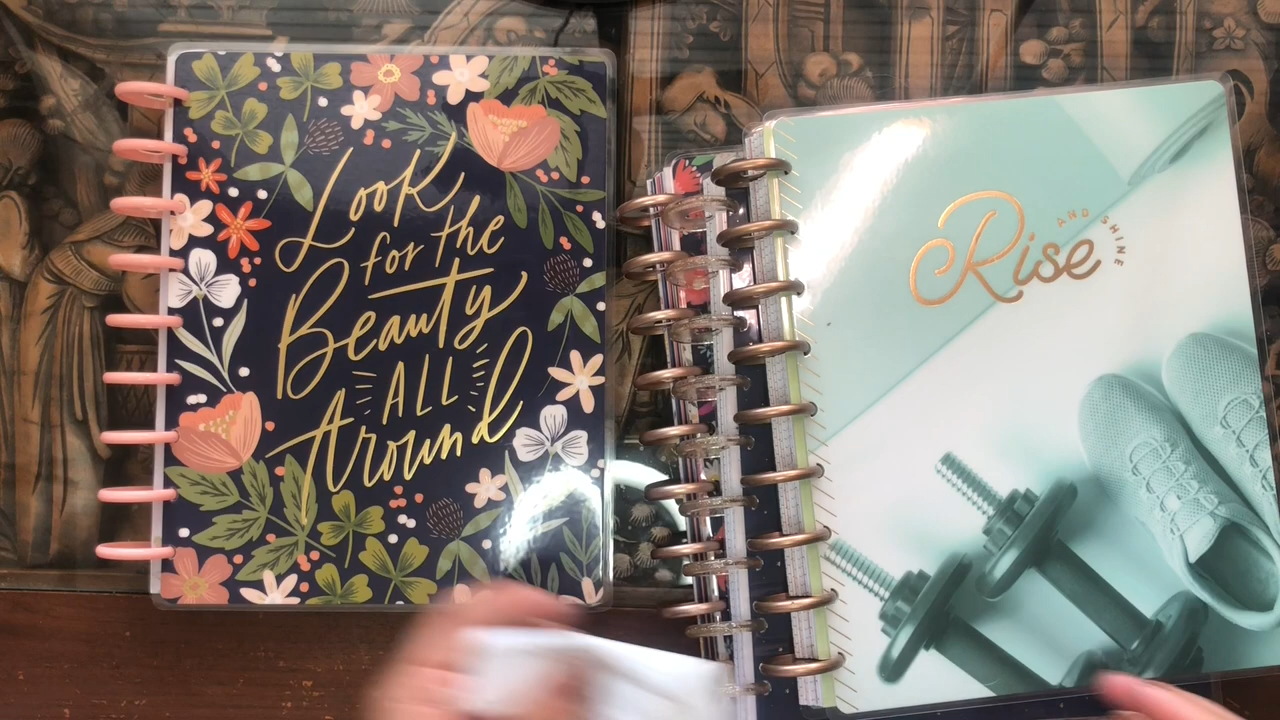 Look
for the
Beauty
ALL
Around
Rise
AND SHINE